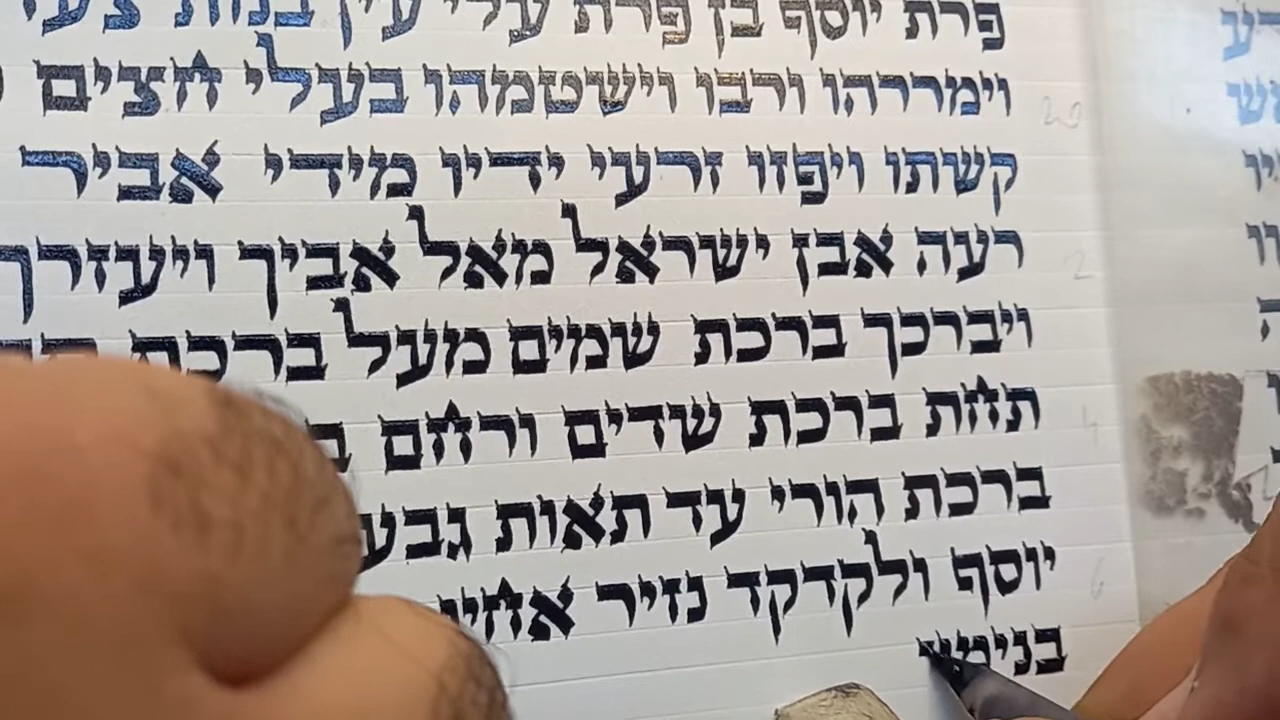 פרת יוסף בן פרת עלי עין בנות
וימררהו ורבו וישטמהו בעלי חצים
קשתו ויפזו זרעי ידיו מידי אביר
רעה אבן ישראל מאל אביך ויעזרך
ויברכך ברכת שמים מעל ברכת
תחת ברכת שדים ורחם
ברכת הורי עד תאות גבע
יוסף ולקדקד נזיר אחיו
בנימי